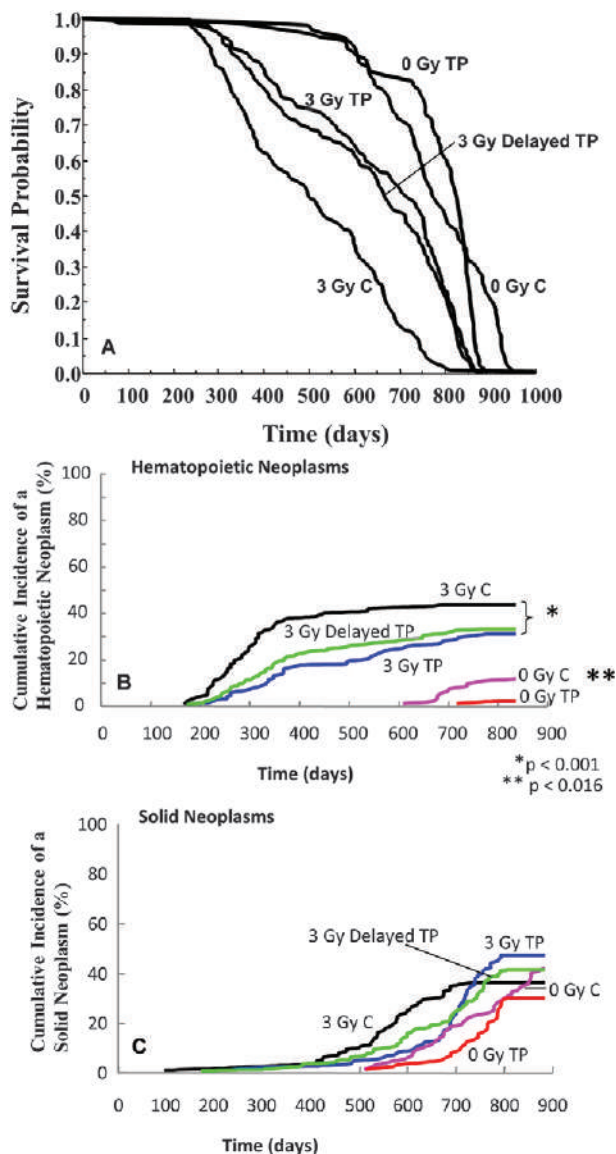 1.0
0.9
0.8
0.7
0.6
0.5
0.4
0.3
0.2
0.1
0.0
Survival Probability
0 Gy TP
3 Gy TP
3 Gy Delayed TP
3 Gy C
0 Gy C
A
0 100 200 300 400 500 600 700 800 900 1000
Time (days)
Hematopoietic Neoplasms
Cumulative Incidence of a
Hematopoietic Neoplasm (%)
100
80
60
40
20
0
3 Gy C
*
3 Gy Delayed TP
3 Gy TP
B
0 Gy C **
0 Gy TP
0 100 200 300 400 500 600 700 800 900
Time (days)
* p < 0.001
** p < 0.016
Solid Neoplasms
Cumulative Incidence of a
Solid Neoplasm (%)
100
80
60
40
20
0
3 Gy Delayed TP
3 Gy TP
0 Gy C
3 Gy C
C
0 Gy TP
0 100 200 300 400 500 600 700 800 900
Time (days)